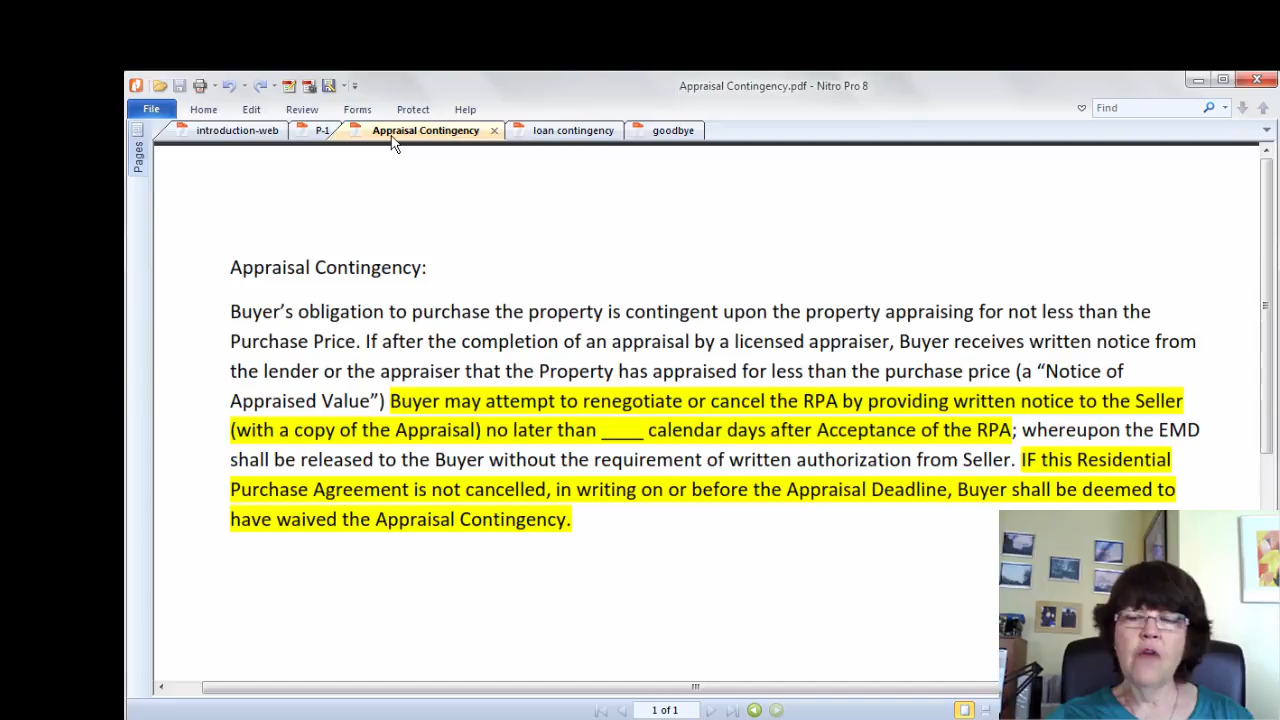 Appraisal Contingency.pdf - Nitro Pro 8
File Home Edit Review Forms Protect Help Find
introduction-web P-1 Appraisal Contingency loan contingency goodbye
Pages
Appraisal Contingency:
Buyer’s obligation to purchase the property is contingent upon the property appraising for not less than the
Purchase Price. If after the completion of an appraisal by a licensed appraiser, Buyer receives written notice from
the lender or the appraiser that the Property has appraised for less than the purchase price (a “Notice of
Appraised Value”) Buyer may attempt to renegotiate or cancel the RPA by providing written notice to the Seller
(with a copy of the Appraisal) no later than ____ calendar days after Acceptance of the RPA; whereupon the EMD
shall be released to the Buyer without the requirement of written authorization from Seller. IF this Residential
Purchase Agreement is not cancelled, in writing on or before the Appraisal Deadline, Buyer shall be deemed to
have waived the Appraisal Contingency.
1 of 1